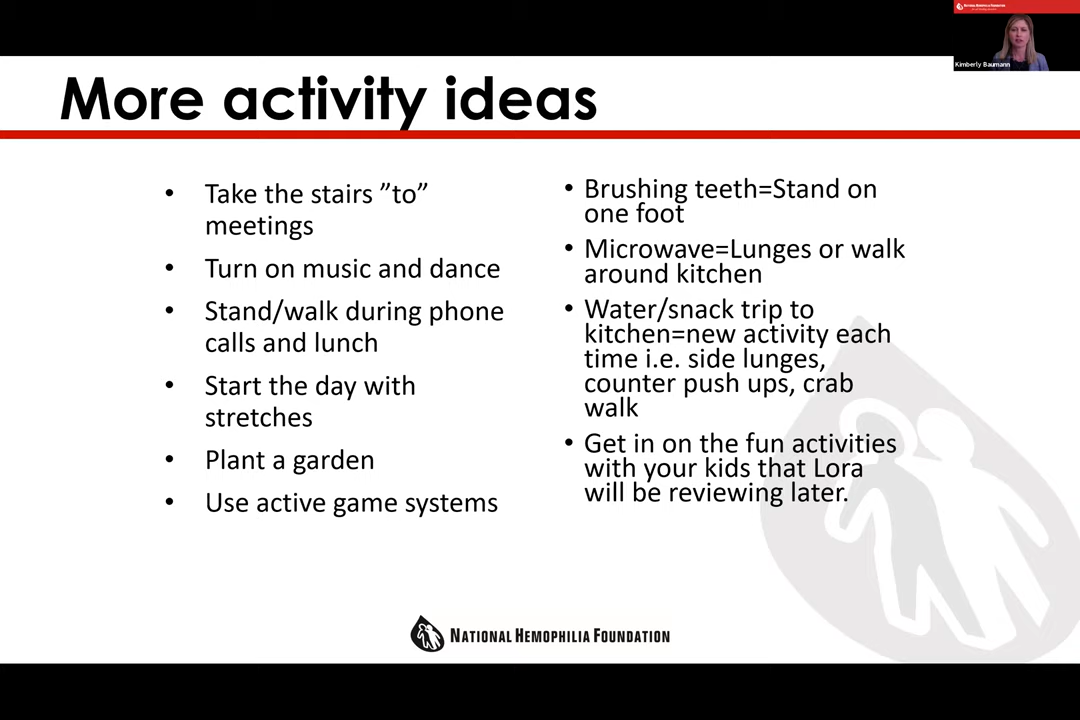 NATIONAL HEMOPHILIA FOUNDATION
Kimberly Baumann
More activity ideas
• Take the stairs ”to”
meetings
• Turn on music and dance
• Stand/walk during phone
calls and lunch
• Start the day with
stretches
• Plant a garden
• Use active game systems
• Brushing teeth=Stand on
one foot
• Microwave=Lunges or walk
around kitchen
• Water/snack trip to
kitchen=new activity each
time i.e. side lunges,
counter push ups, crab
walk
• Get in on the fun activities
with your kids that Lora
will be reviewing later.
NATIONAL HEMOPHILIA FOUNDATION